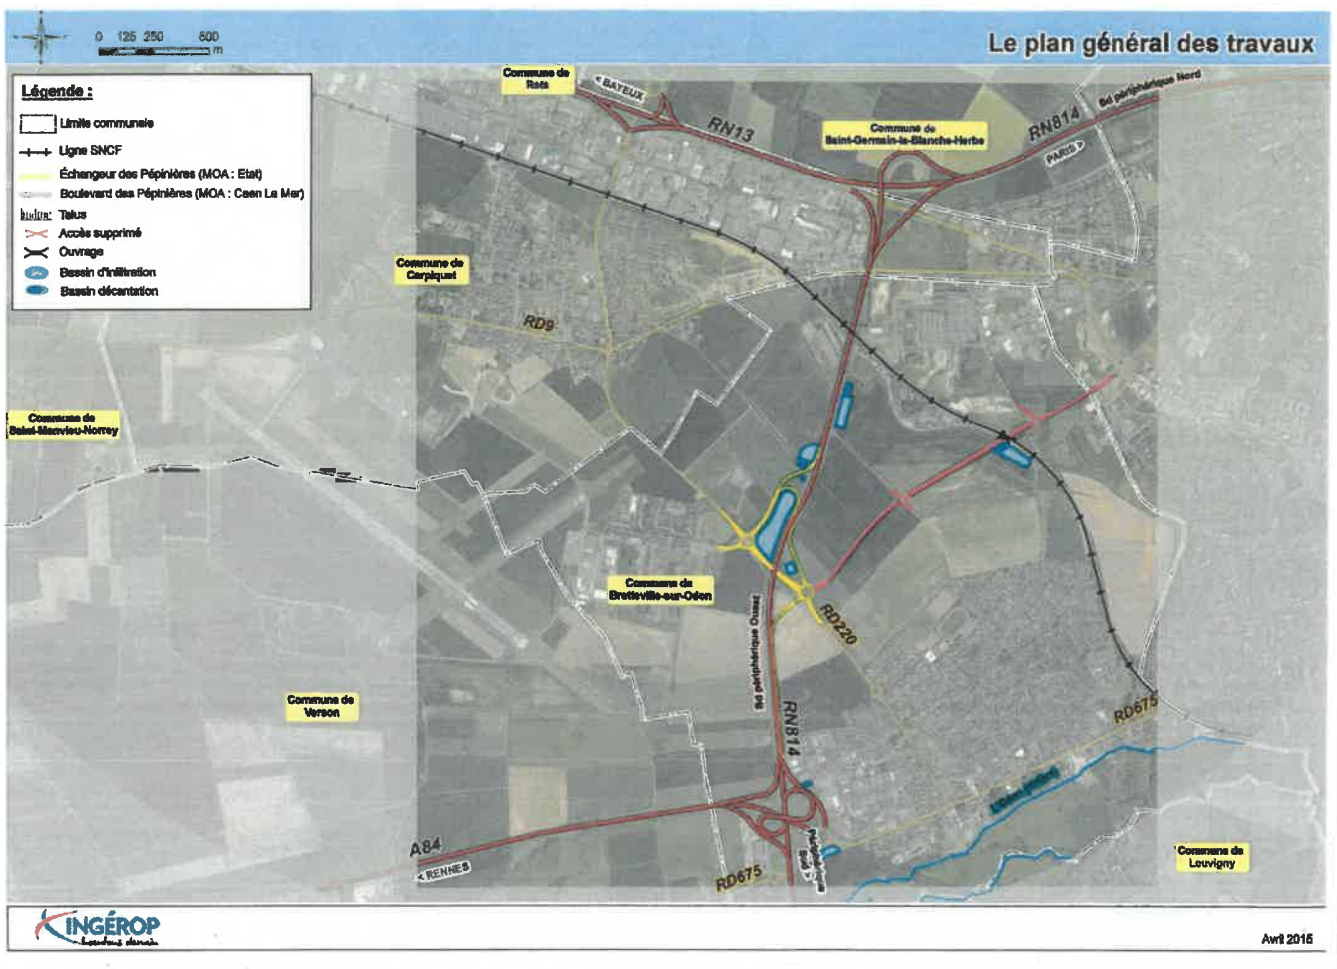 0 125 250 500
m
Le plan général des travaux
Légende :
Limite communale
Ligne SNCF
Échangeur des Pépinières (MOA : Etat)
Boulevard des Pépinières (MOA : Caen La Mer)
Talus
Accès supprimé
Ouvrage
Bassin d'infiltration
Bassin décantation
Commune de
Rots
< BAYEUX
RN13
Commune de
Saint-Germain-la-Blanche-Herbe
RN814
Bd périphérique Nord
PARIS >
Commune de
Carpiquet
RD9
Commune de
Saint-Manvieu-Norrey
Commune de
Bretteville-sur-Odon
RD220
Bd périphérique Ouest
RN814
Commune de
Verson
RD675
A84
< RENNES
RD675
Périphérique
Sud >
Commune de
Louvigny
INGÉROP
Avril 2015